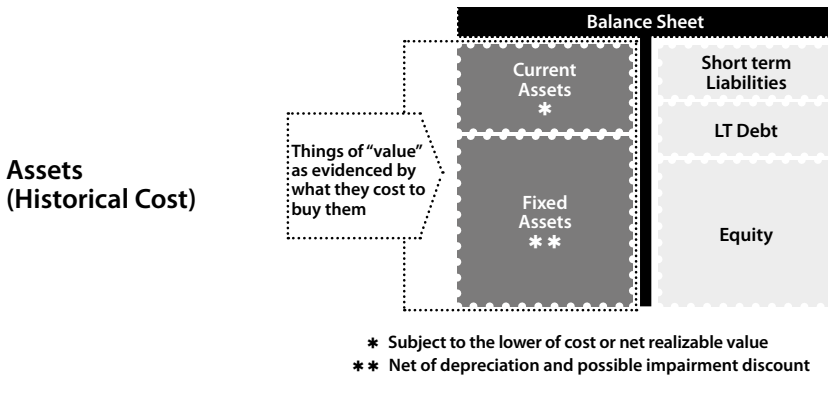 Balance Sheet
Current
Assets
*
Short term
Liabilities
LT Debt
Things of “value”
as evidenced by
what they cost to
buy them
Assets
(Historical Cost)
Fixed
Assets
**
Equity
* Subject to the lower of cost or net realizable value
** Net of depreciation and possible impairment discount